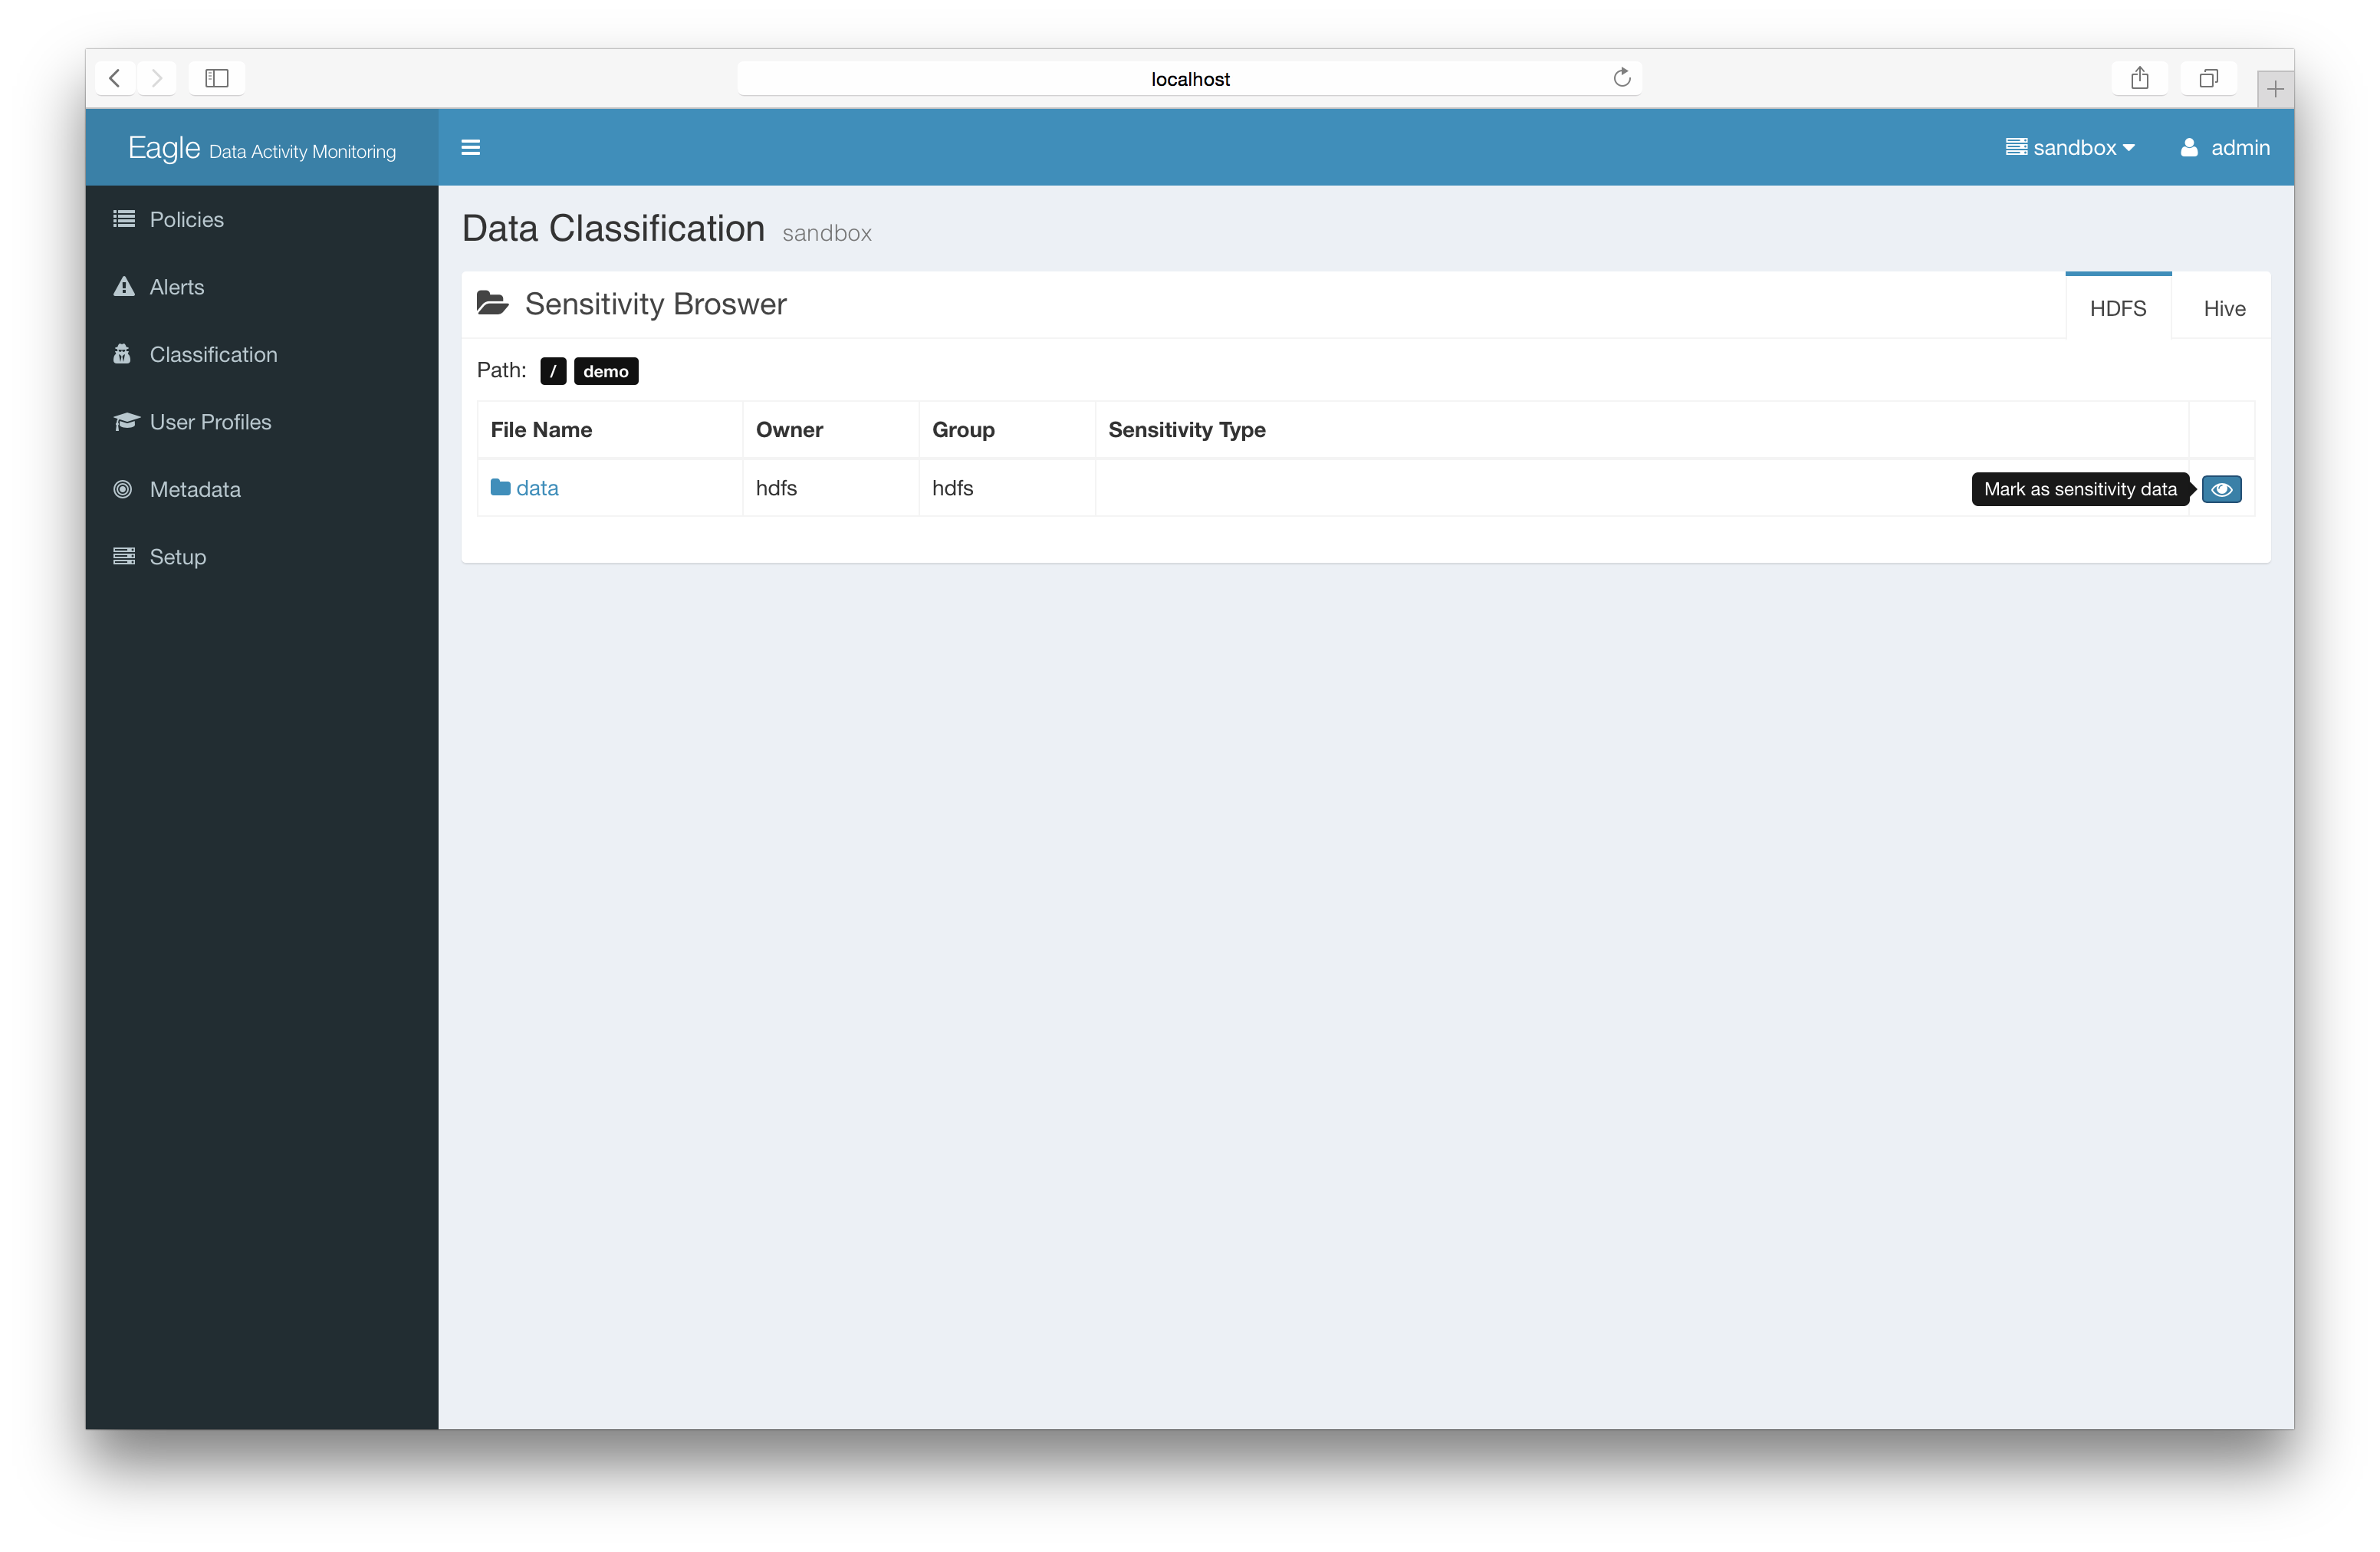 localhost
Eagle Data Activity Monitoring
sandbox
admin
Policies
Alerts
Classification
User Profiles
Metadata
Setup
Data Classification sandbox
Sensitivity Broswer
HDFS
Hive
Path: / demo
File Name Owner Group Sensitivity Type
data hdfs hdfs Mark as sensitivity data